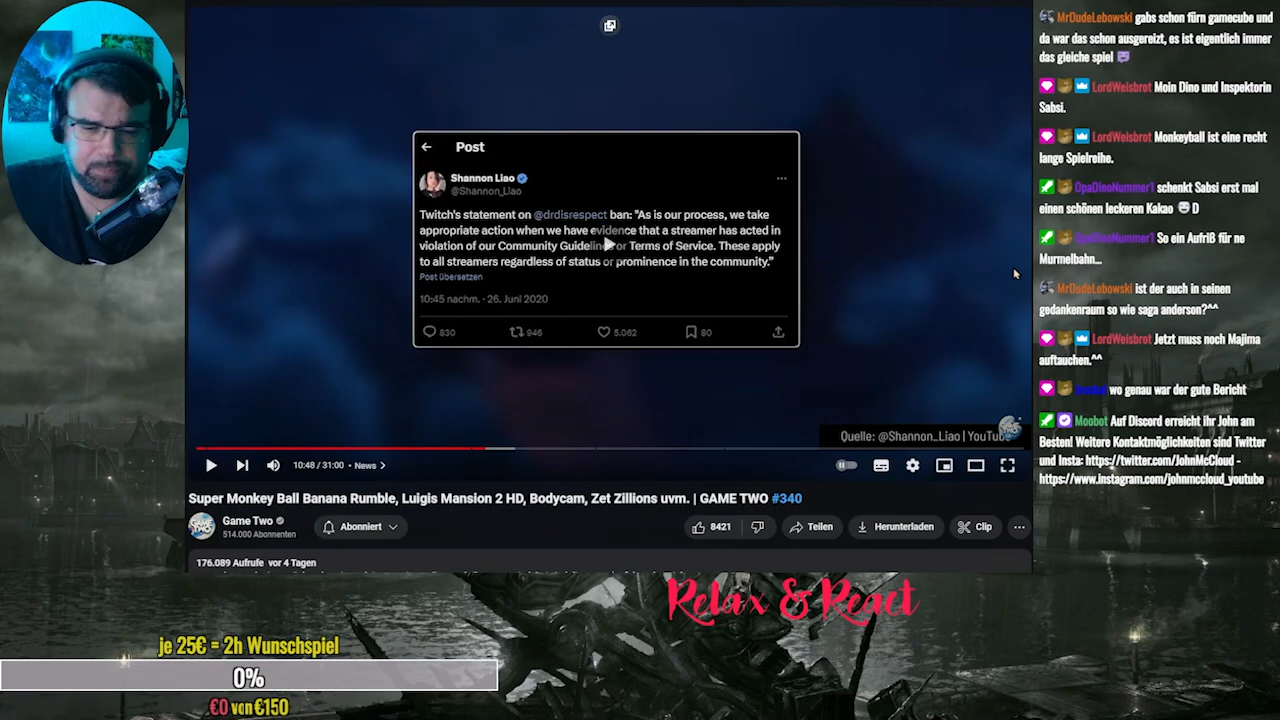 Post
Shannon Liao
@Shannon_Liao
Twitch's statement on @drdisrespect ban: "As is our process, we take
appropriate action when we have evidence that a streamer has acted in
violation of our Community Guidelines or Terms of Service. These apply
to all streamers regardless of status or prominence in the community."
Post übersetzen
10:45 nachm. · 26. Juni 2020
830 946 5.062 80
Quelle: @Shannon_Liao | YouTube
10:48 / 31:00 • News
Super Monkey Ball Banana Rumble, Luigis Mansion 2 HD, Bodycam, Zet Zillions uvm. | GAME TWO #340
GAME TWO
Game Two
514.000 Abonnenten
Abonniert
8421
Teilen
Herunterladen
Clip
176.089 Aufrufe vor 4 Tagen
Relax & React
je 25€ = 2h Wunschspiel
0%
€0 von €150
MrDudeLebowski gabs schon fürn gamecube und
da war das schon ausgereizt, es ist eigentlich immer
das gleiche spiel
LordWeisbrot Moin Dino und Inspektorin
Sabsi.
LordWeisbrot Monkeyball ist eine recht
lange Spielreihe.
OpaDinoNummer1 schenkt Sabsi erst mal
einen schönen leckeren Kakao D
OpaDinoNummer1 So ein Aufriß für ne
Murmelbahn...
MrDudeLebowski ist der auch in seinen
gedankenraum so wie saga anderson?^^
LordWeisbrot Jetzt muss noch Majima
auftauchen.^^
wo genau war der gute Bericht
Moobot Auf Discord erreicht ihr John am
Besten! Weitere Kontaktmöglichkeiten sind Twitter
und Insta: https://twitter.com/JohnMcCloud -
https://www.instagram.com/johnmccloud_youtube